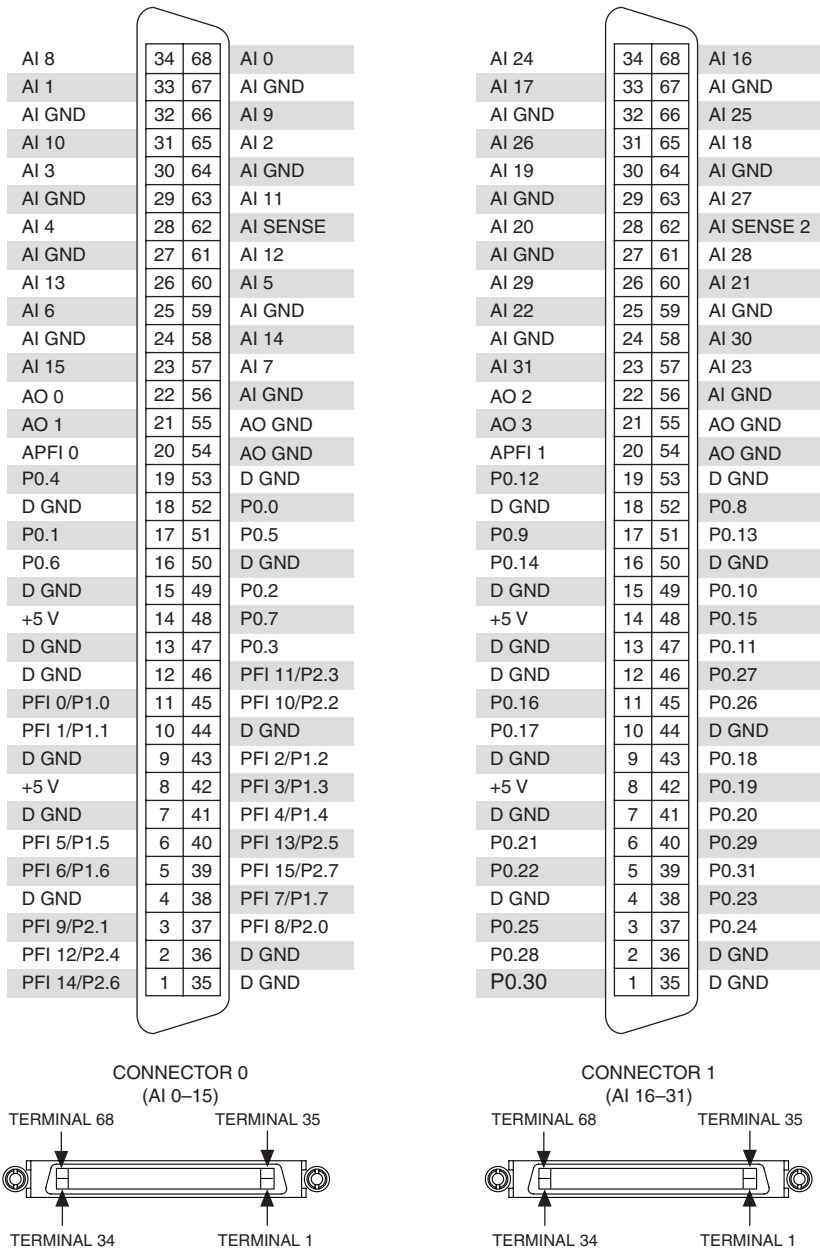 AI 8 34 68 AI 0 AI 24 34 68 AI 16
AI 1 33 67 AI GND AI 17 33 67 AI GND
AI GND 32 66 AI 9 AI GND 32 66 AI 25
AI 10 31 65 AI 2 AI 26 31 65 AI 18
AI 3 30 64 AI GND AI 19 30 64 AI GND
AI GND 29 63 AI 11 AI GND 29 63 AI 27
AI 4 28 62 AI SENSE AI 20 28 62 AI SENSE 2
AI GND 27 61 AI 12 AI GND 27 61 AI 28
AI 13 26 60 AI 5 AI 29 26 60 AI 21
AI 6 25 59 AI GND AI 22 25 59 AI GND
AI GND 24 58 AI 14 AI GND 24 58 AI 30
AI 15 23 57 AI 7 AI 31 23 57 AI 23
AO 0 22 56 AI GND AO 2 22 56 AI GND
AO 1 21 55 AO GND AO 3 21 55 AO GND
APFI 0 20 54 AO GND APFI 1 20 54 AO GND
P0.4 19 53 D GND P0.12 19 53 D GND
D GND 18 52 P0.0 D GND 18 52 P0.8
P0.1 17 51 P0.5 P0.9 17 51 P0.13
P0.6 16 50 D GND P0.14 16 50 D GND
D GND 15 49 P0.2 D GND 15 49 P0.10
+5 V 14 48 P0.7 +5 V 14 48 P0.15
D GND 13 47 P0.3 D GND 13 47 P0.11
D GND 12 46 PFI 11/P2.3 D GND 12 46 P0.27
PFI 0/P1.0 11 45 PFI 10/P2.2 P0.16 11 45 P0.26
PFI 1/P1.1 10 44 D GND P0.17 10 44 D GND
D GND 9 43 PFI 2/P1.2 D GND 9 43 P0.18
+5 V 8 42 PFI 3/P1.3 +5 V 8 42 P0.19
D GND 7 41 PFI 4/P1.4 D GND 7 41 P0.20
PFI 5/P1.5 6 40 PFI 13/P2.5 P0.21 6 40 P0.29
PFI 6/P1.6 5 39 PFI 15/P2.7 P0.22 5 39 P0.31
D GND 4 38 PFI 7/P1.7 D GND 4 38 P0.23
PFI 9/P2.1 3 37 PFI 8/P2.0 P0.25 3 37 P0.24
PFI 12/P2.4 2 36 D GND P0.28 2 36 D GND
PFI 14/P2.6 1 35 D GND P0.30 1 35 D GND
CONNECTOR 0 CONNECTOR 1
(AI 0–15) (AI 16–31)
TERMINAL 68 TERMINAL 35 TERMINAL 68 TERMINAL 35
TERMINAL 34 TERMINAL 1 TERMINAL 34 TERMINAL 1